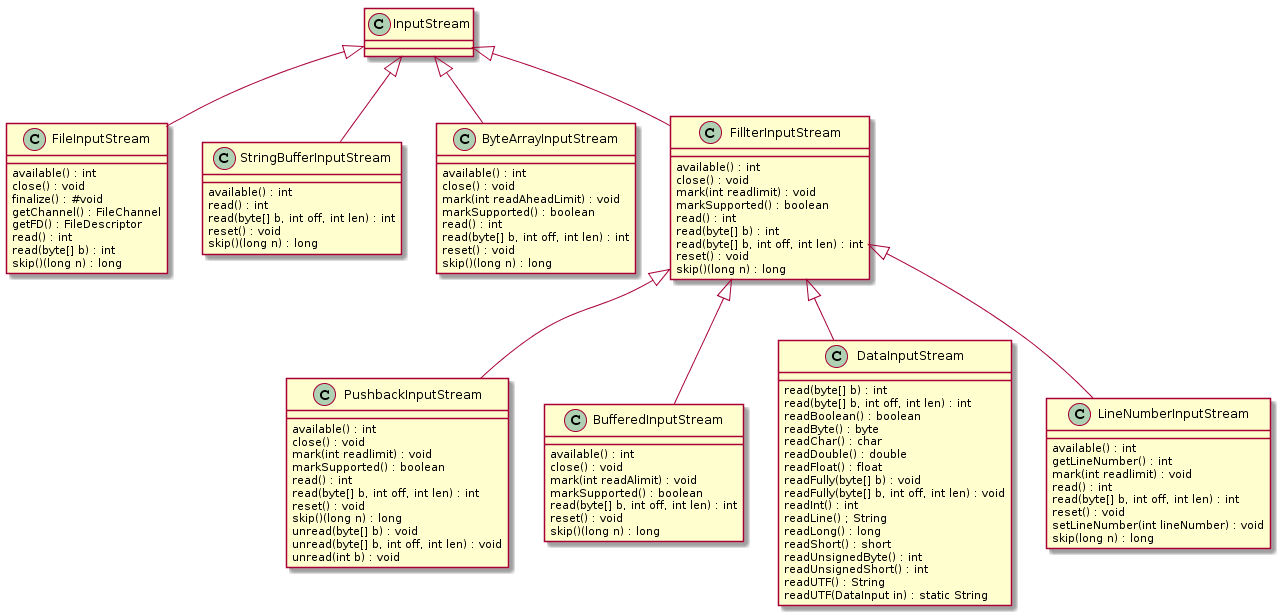 C InputStream
C FileInputStream
available() : int
close() : void
finalize() : #void
getChannel() : FileChannel
getFD() : FileDescriptor
read() : int
read(byte[] b) : int
skip()(long n) : long
C StringBufferInputStream
available() : int
read() : int
read(byte[] b, int off, int len) : int
reset() : void
skip()(long n) : long
C ByteArrayInputStream
available() : int
close() : void
mark(int readAheadLimit) : void
markSupported() : boolean
read() : int
read(byte[] b, int off, int len) : int
reset() : void
skip()(long n) : long
C FillterInputStream
available() : int
close() : void
mark(int readlimit) : void
markSupported() : boolean
read() : int
read(byte[] b) : int
read(byte[] b, int off, int len) : int
reset() : void
skip()(long n) : long
C PushbackInputStream
available() : int
close() : void
mark(int readlimit) : void
markSupported() : boolean
read() : int
read(byte[] b, int off, int len) : int
reset() : void
skip()(long n) : long
unread(byte[] b) : void
unread(byte[] b, int off, int len) : void
unread(int b) : void
C BufferedInputStream
available() : int
close() : void
mark(int readAlimit) : void
markSupported() : boolean
read(byte[] b, int off, int len) : int
reset() : void
skip()(long n) : long
C DataInputStream
read(byte[] b) : int
read(byte[] b, int off, int len) : int
readBoolean() : boolean
readByte() : byte
readChar() : char
readDouble() : double
readFloat() : float
readFully(byte[] b) : void
readFully(byte[] b, int off, int len) : void
readInt() : int
readLine() ; String
readLong() : long
readShort() : short
readUnsignedByte() : int
readUnsignedShort() : int
readUTF() : String
readUTF(DataInput in) : static String
C LineNumberInputStream
available() : int
getLineNumber() : int
mark(int readlimit) : void
read() : int
read(byte[] b, int off, int len) : int
reset() : void
setLineNumber(int lineNumber) : void
skip(long n) : long